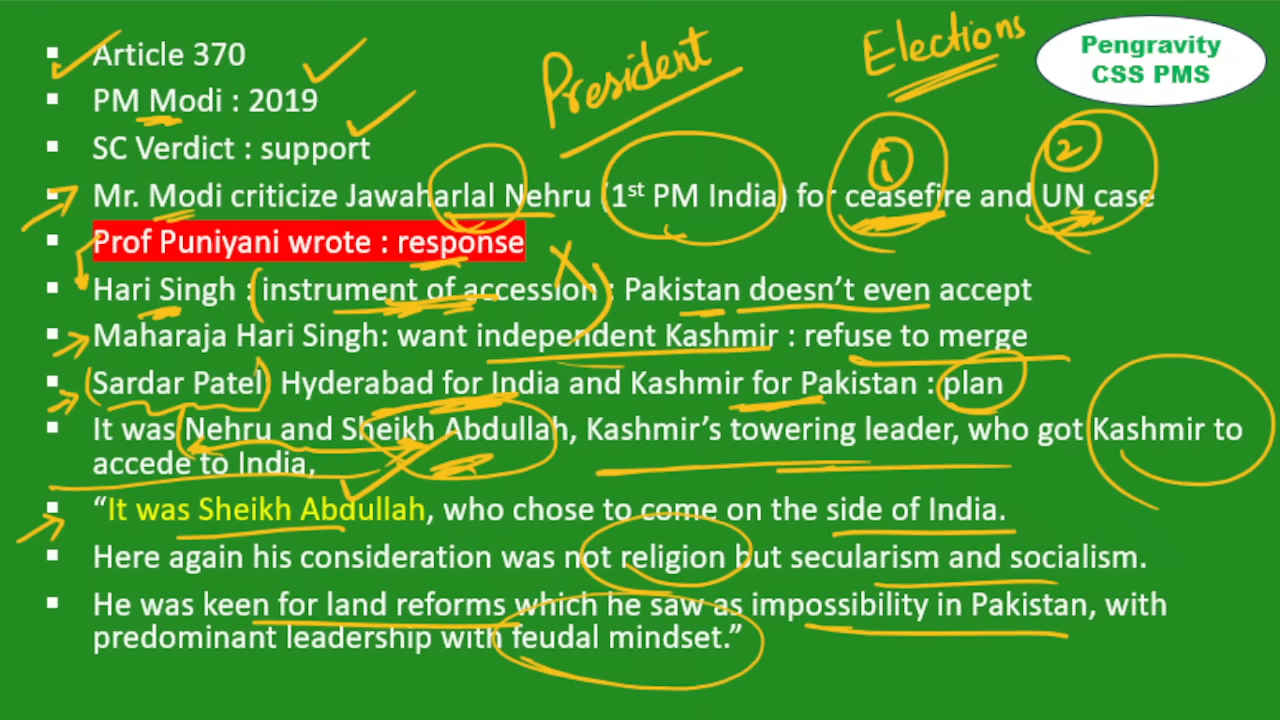 Article 370
President
Elections
Pengravity
CSS PMS
PM Modi : 2019
SC Verdict : support
1
2
Mr. Modi criticize Jawaharlal Nehru (1st PM India) for ceasefire and UN case
Prof Puniyani wrote : response
Hari Singh : instrument of accession : Pakistan doesn’t even accept
Maharaja Hari Singh: want independent Kashmir : refuse to merge
Sardar Patel Hyderabad for India and Kashmir for Pakistan : plan
It was Nehru and Sheikh Abdullah, Kashmir’s towering leader, who got Kashmir to
accede to India,
“It was Sheikh Abdullah, who chose to come on the side of India.
Here again his consideration was not religion but secularism and socialism.
He was keen for land reforms which he saw as impossibility in Pakistan, with
predominant leadership with feudal mindset.”